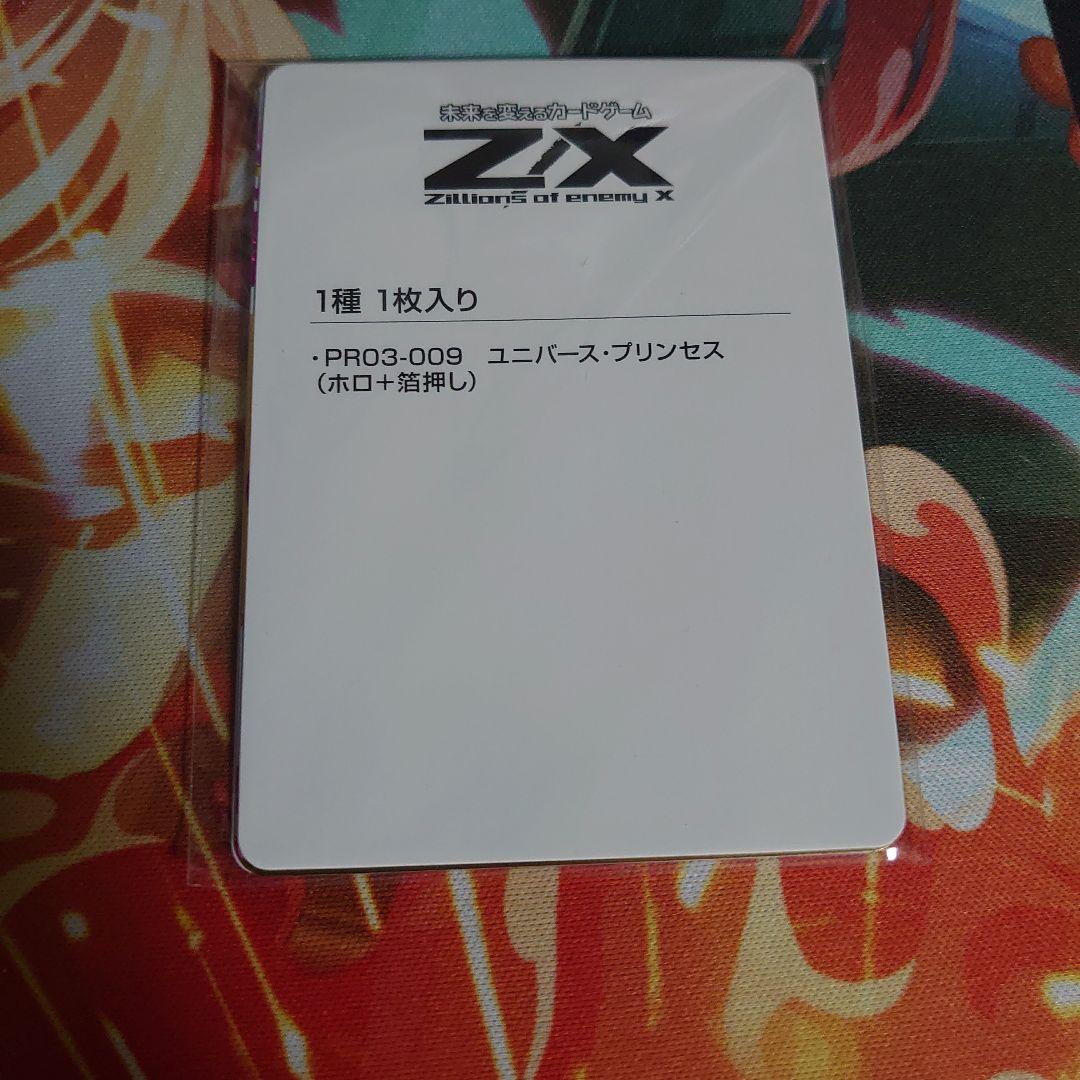 未来を変えるカードゲーム
Z/X
Zillions of enemy X
1種 1枚入り
・PR03-009 ユニバース・プリンセス
（ホロ＋箔押し）